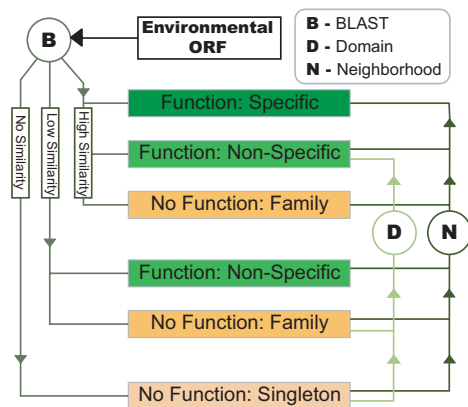 B
Environmental
ORF
B - BLAST
D - Domain
N - Neighborhood
No Similarity
Low Similarity
High Similarity
Function: Specific
Function: Non-Specific
No Function: Family
D
N
Function: Non-Specific
No Function: Family
No Function: Singleton